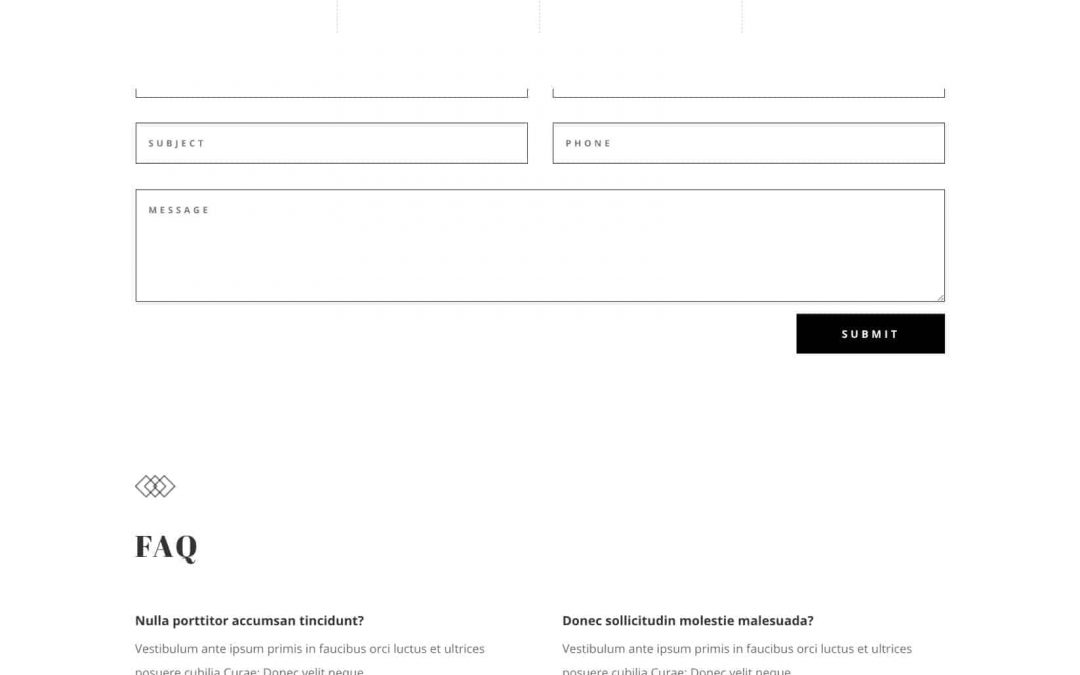 SUBJECT
PHONE
MESSAGE
SUBMIT
FAQ
Nulla porttitor accumsan tincidunt?
Vestibulum ante ipsum primis in faucibus orci luctus et ultrices
posuere cubilia Curae; Donec velit neque
Donec sollicitudin molestie malesuada?
Vestibulum ante ipsum primis in faucibus orci luctus et ultrices
posuere cubilia Curae; Donec velit neque